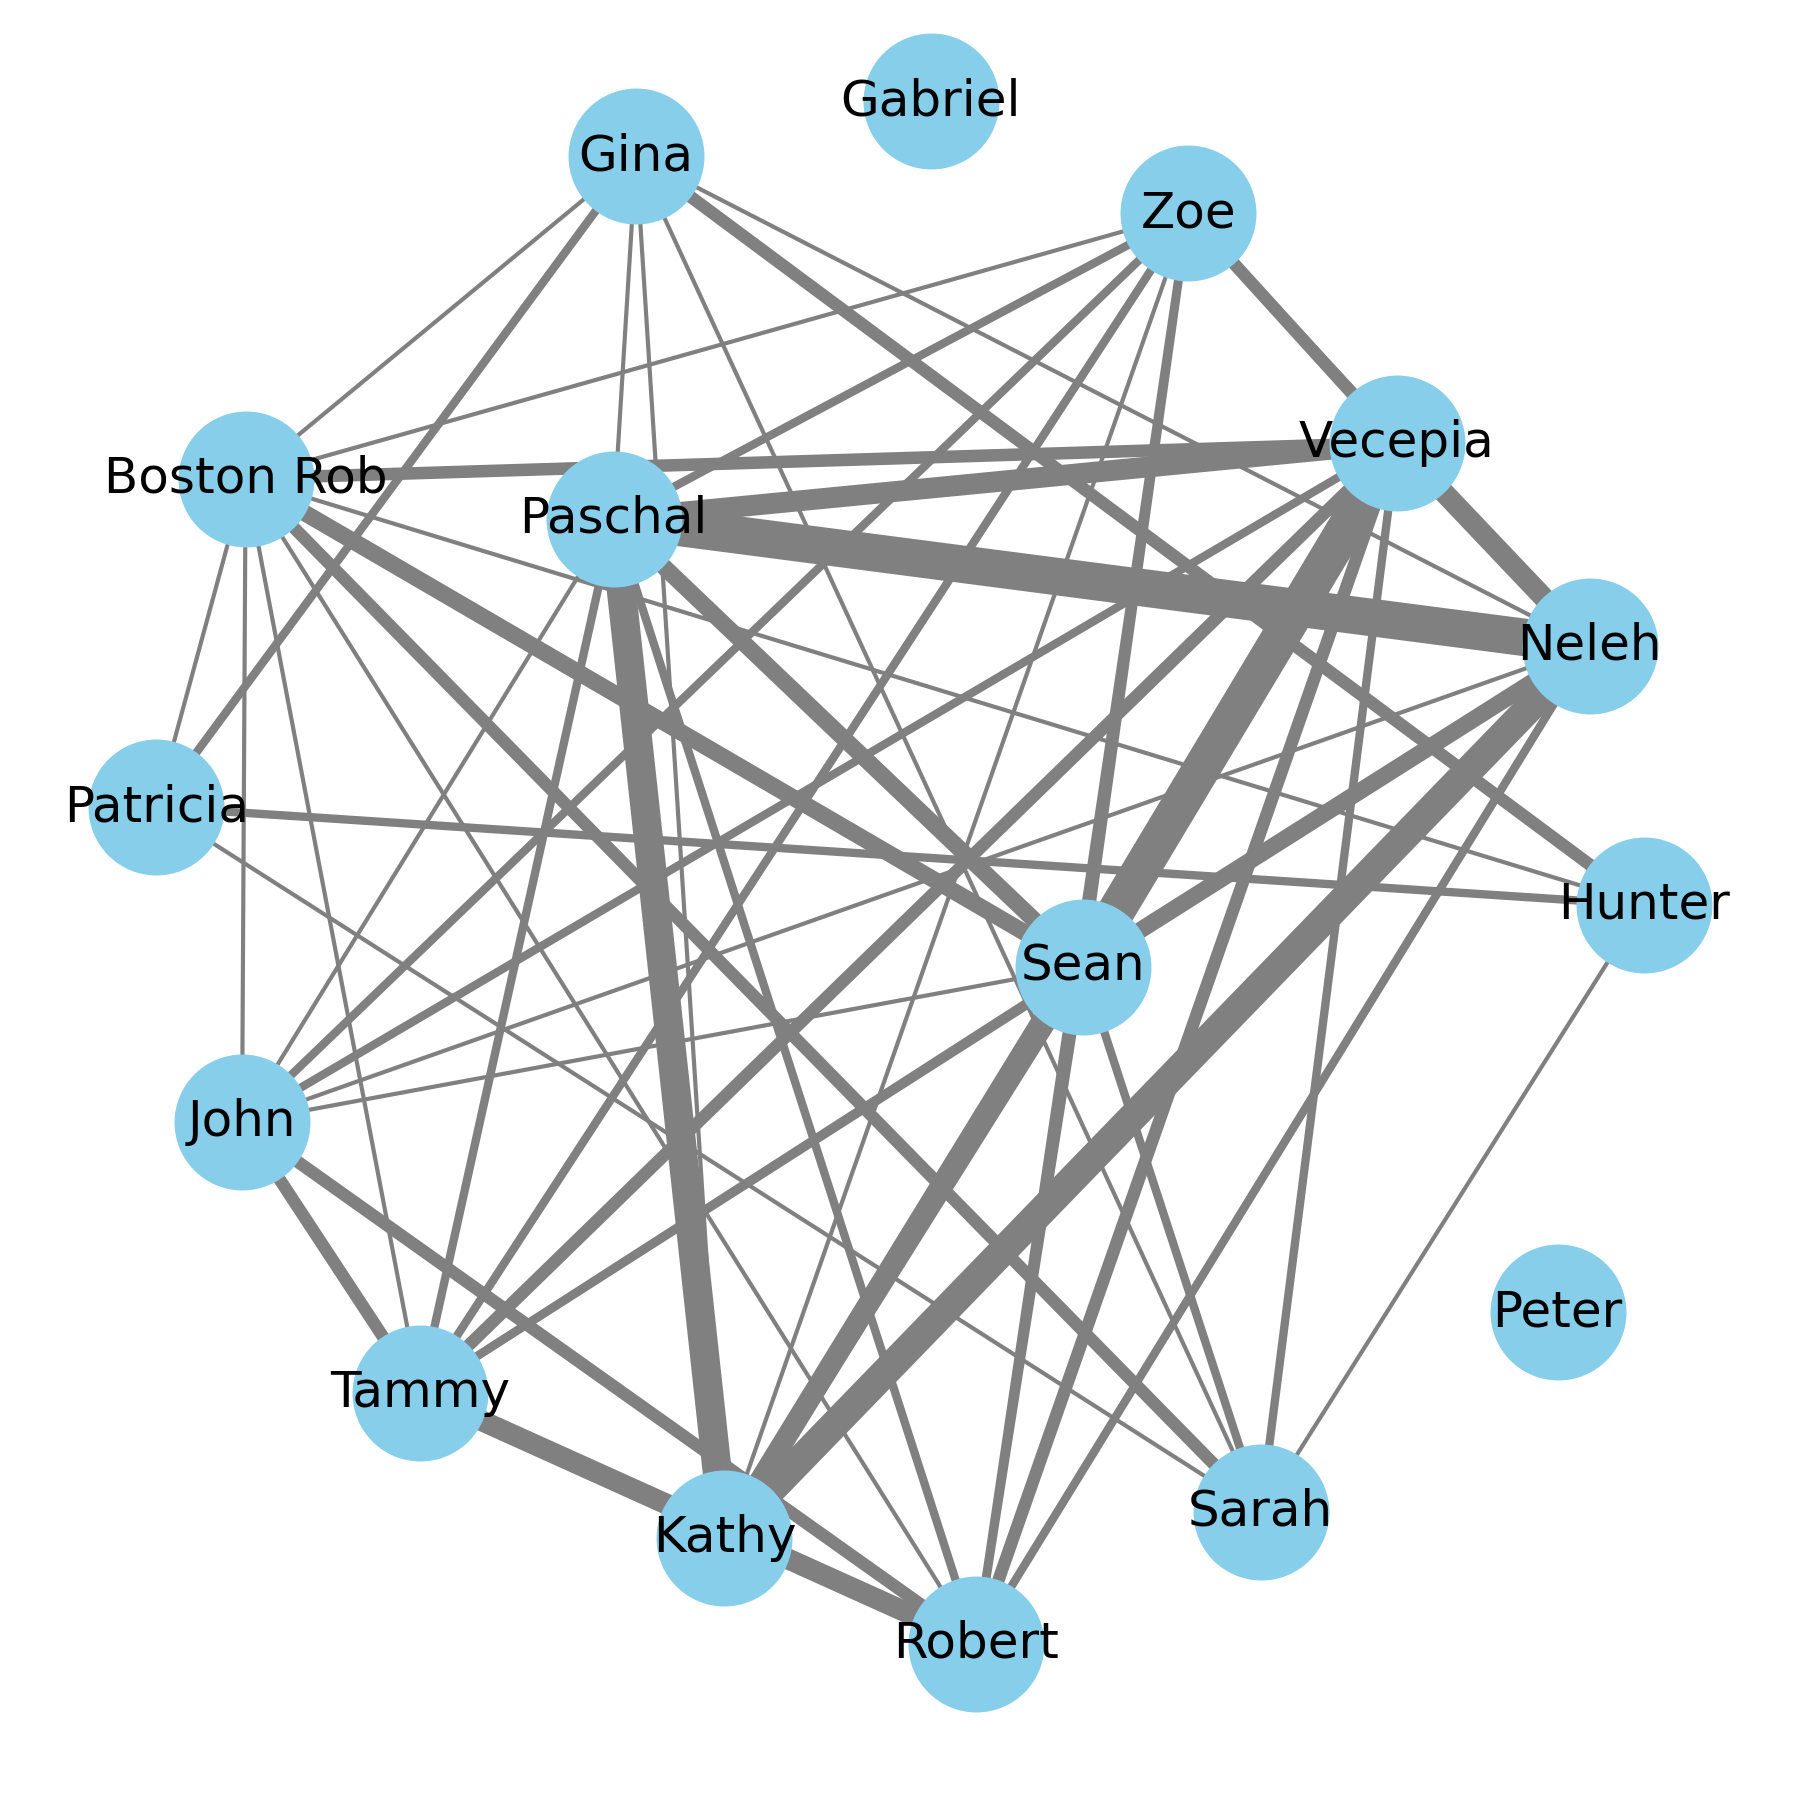 Gabriel
Gina
Zoe
Vecepia
Boston Rob
Paschal
Neleh
Patricia
Hunter
Sean
John
Peter
Tammy
Sarah
Kathy
Robert